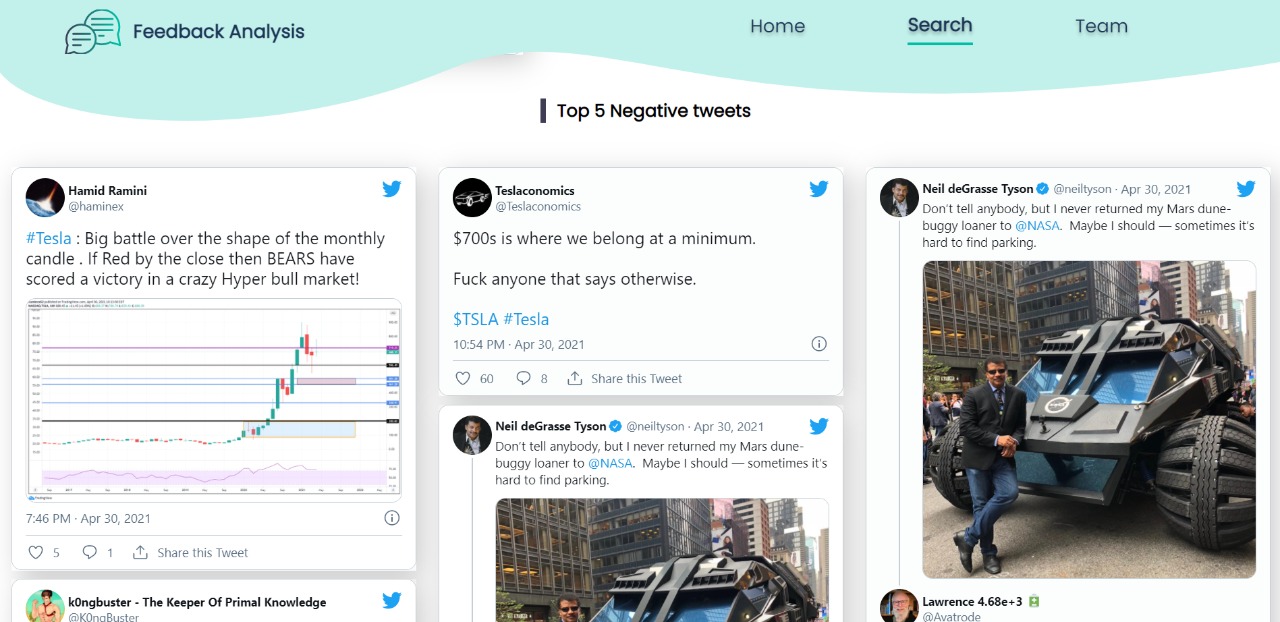 Feedback Analysis
Home
Search
Team
Top 5 Negative tweets
Hamid Ramini
@haminex
#Tesla : Big battle over the shape of the monthly
candle . If Red by the close then BEARS have
scored a victory in a crazy Hyper bull market!
7:46 PM · Apr 30, 2021
5
1
Share this Tweet
k0ngbuster - The Keeper Of Primal Knowledge
@K0ngBuster
Teslaconomics
@Teslaconomics
$700s is where we belong at a minimum.
Fuck anyone that says otherwise.
$TSLA #Tesla
10:54 PM · Apr 30, 2021
60
8
Share this Tweet
Neil deGrasse Tyson @neiltyson · Apr 30, 2021
Don't tell anybody, but I never returned my Mars dune-
buggy loaner to @NASA. Maybe I should — sometimes it's
hard to find parking.
Neil deGrasse Tyson @neiltyson · Apr 30, 2021
Don't tell anybody, but I never returned my Mars dune-
buggy loaner to @NASA. Maybe I should — sometimes it's
hard to find parking.
Lawrence 4.68e+3
@Avatrode